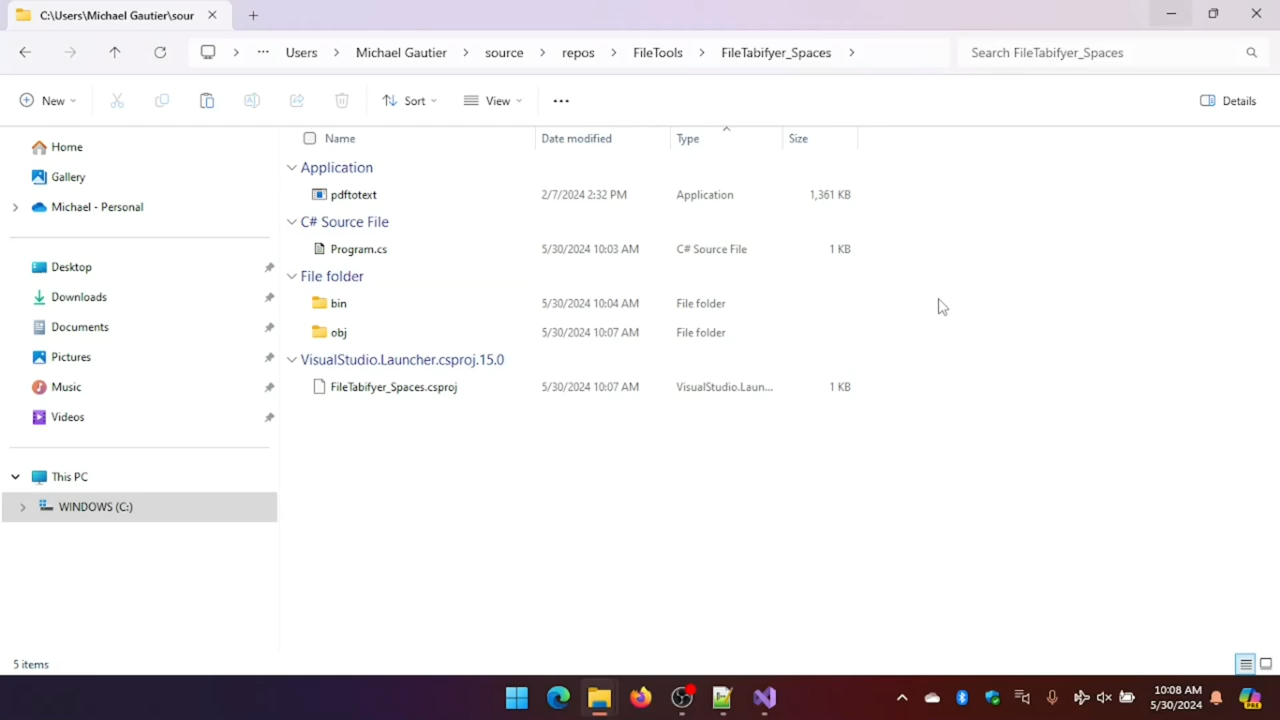 C:\Users\Michael Gautier\sour
Users > Michael Gautier > source > repos > FileTools > FileTabifyer_Spaces >
Search FileTabifyer_Spaces
New
Sort
View
Details
Home
Gallery
Michael - Personal
Desktop
Downloads
Documents
Pictures
Music
Videos
This PC
WINDOWS (C:)
Name Date modified Type Size
Application
pdftotext 2/7/2024 2:32 PM Application 1,361 KB
C# Source File
Program.cs 5/30/2024 10:03 AM C# Source File 1 KB
File folder
bin 5/30/2024 10:04 AM File folder
obj 5/30/2024 10:07 AM File folder
VisualStudio.Launcher.csproj.15.0
FileTabifyer_Spaces.csproj 5/30/2024 10:07 AM VisualStudio.Laun... 1 KB
5 items
10:08 AM
5/30/2024
PRE